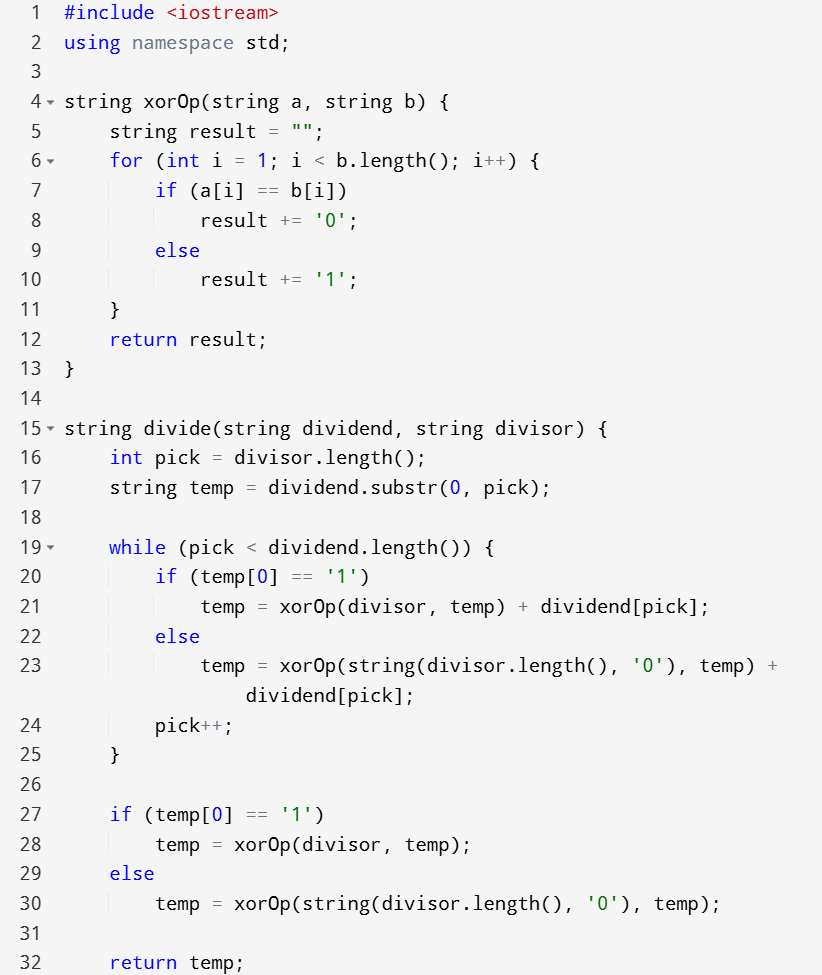 1 #include <iostream>
2 using namespace std;
3
4 string xorOp(string a, string b) {
5     string result = "";
6     for (int i = 1; i < b.length(); i++) {
7         if (a[i] == b[i])
8             result += '0';
9         else
10             result += '1';
11     }
12     return result;
13 }
14
15 string divide(string dividend, string divisor) {
16     int pick = divisor.length();
17     string temp = dividend.substr(0, pick);
18
19     while (pick < dividend.length()) {
20         if (temp[0] == '1')
21             temp = xorOp(divisor, temp) + dividend[pick];
22         else
23             temp = xorOp(string(divisor.length(), '0'), temp) +
                dividend[pick];
24         pick++;
25     }
26
27     if (temp[0] == '1')
28         temp = xorOp(divisor, temp);
29     else
30         temp = xorOp(string(divisor.length(), '0'), temp);
31
32     return temp;